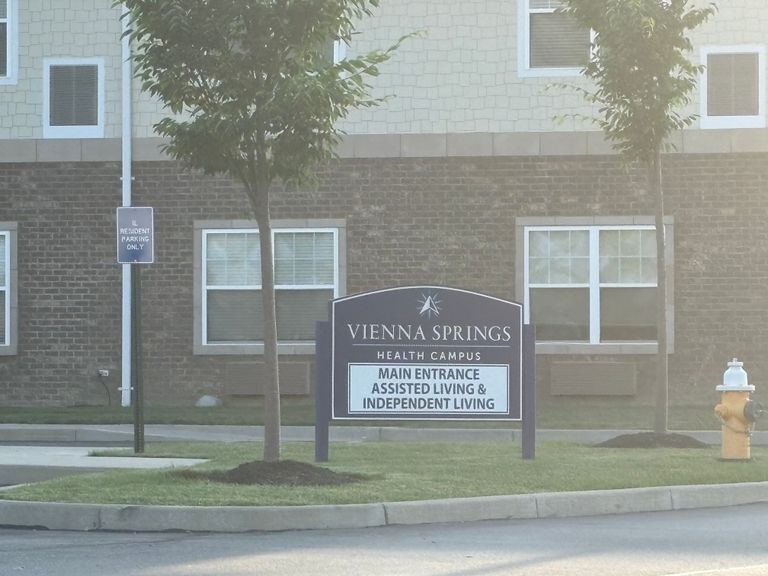 IL
RESIDENT
PARKING
ONLY
VIENNA SPRINGS
HEALTH CAMPUS
MAIN ENTRANCE
ASSISTED LIVING &
INDEPENDENT LIVING